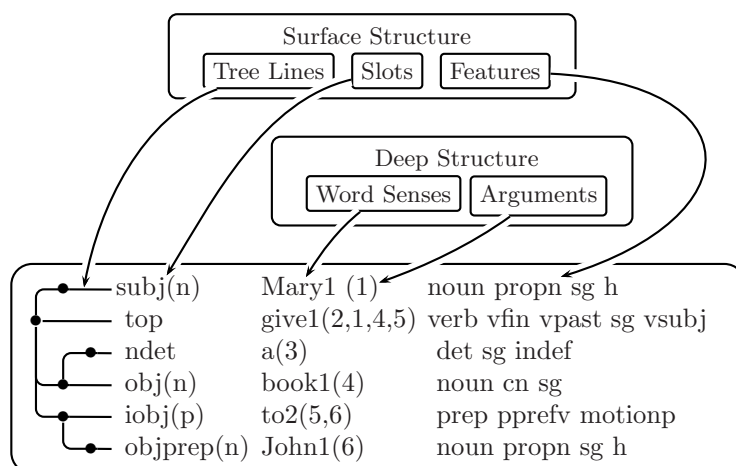 Surface Structure
Tree Lines Slots Features
Deep Structure
Word Senses Arguments
subj(n) Mary1 (1) noun propn sg h
top give1(2,1,4,5) verb vfin vpast sg vsubj
ndet a(3) det sg indef
obj(n) book1(4) noun cn sg
iobj(p) to2(5,6) prep pprefv motionp
objprep(n) John1(6) noun propn sg h